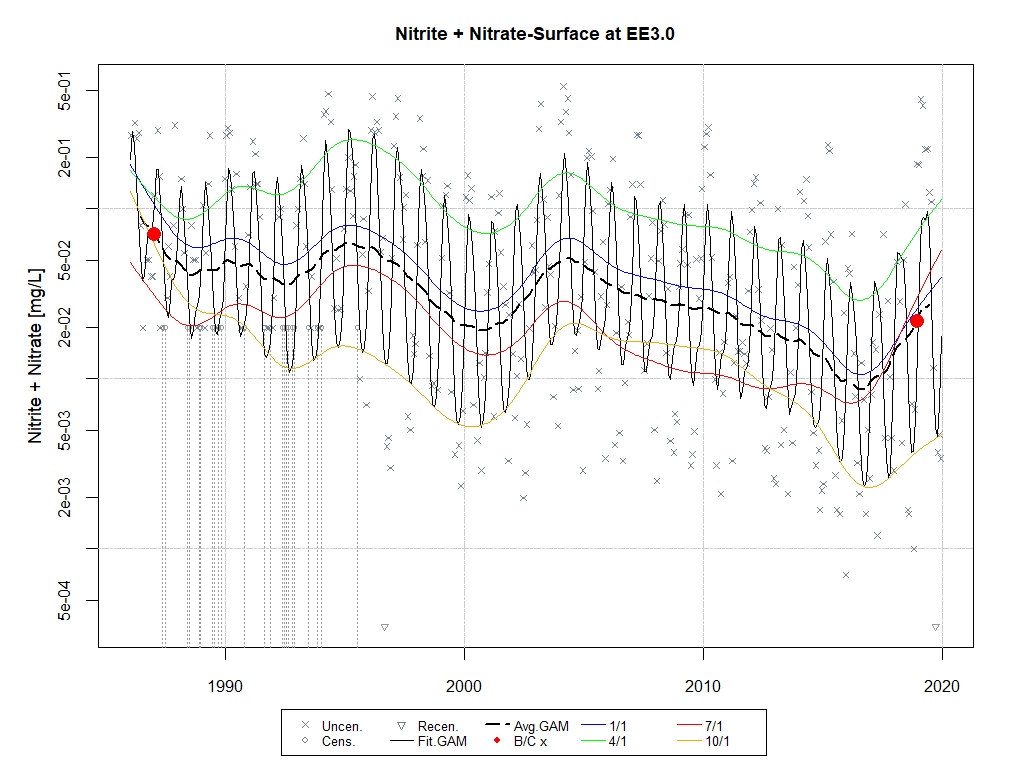 Nitrite + Nitrate-Surface at EE3.0
Nitrite + Nitrate [mg/L]
5e-01
2e-01
5e-02
2e-02
5e-03
2e-03
5e-04
1990 2000 2010 2020
Uncen. Recen. Avg.GAM 1/1 7/1
Cens. Fit.GAM B/C x 4/1 10/1